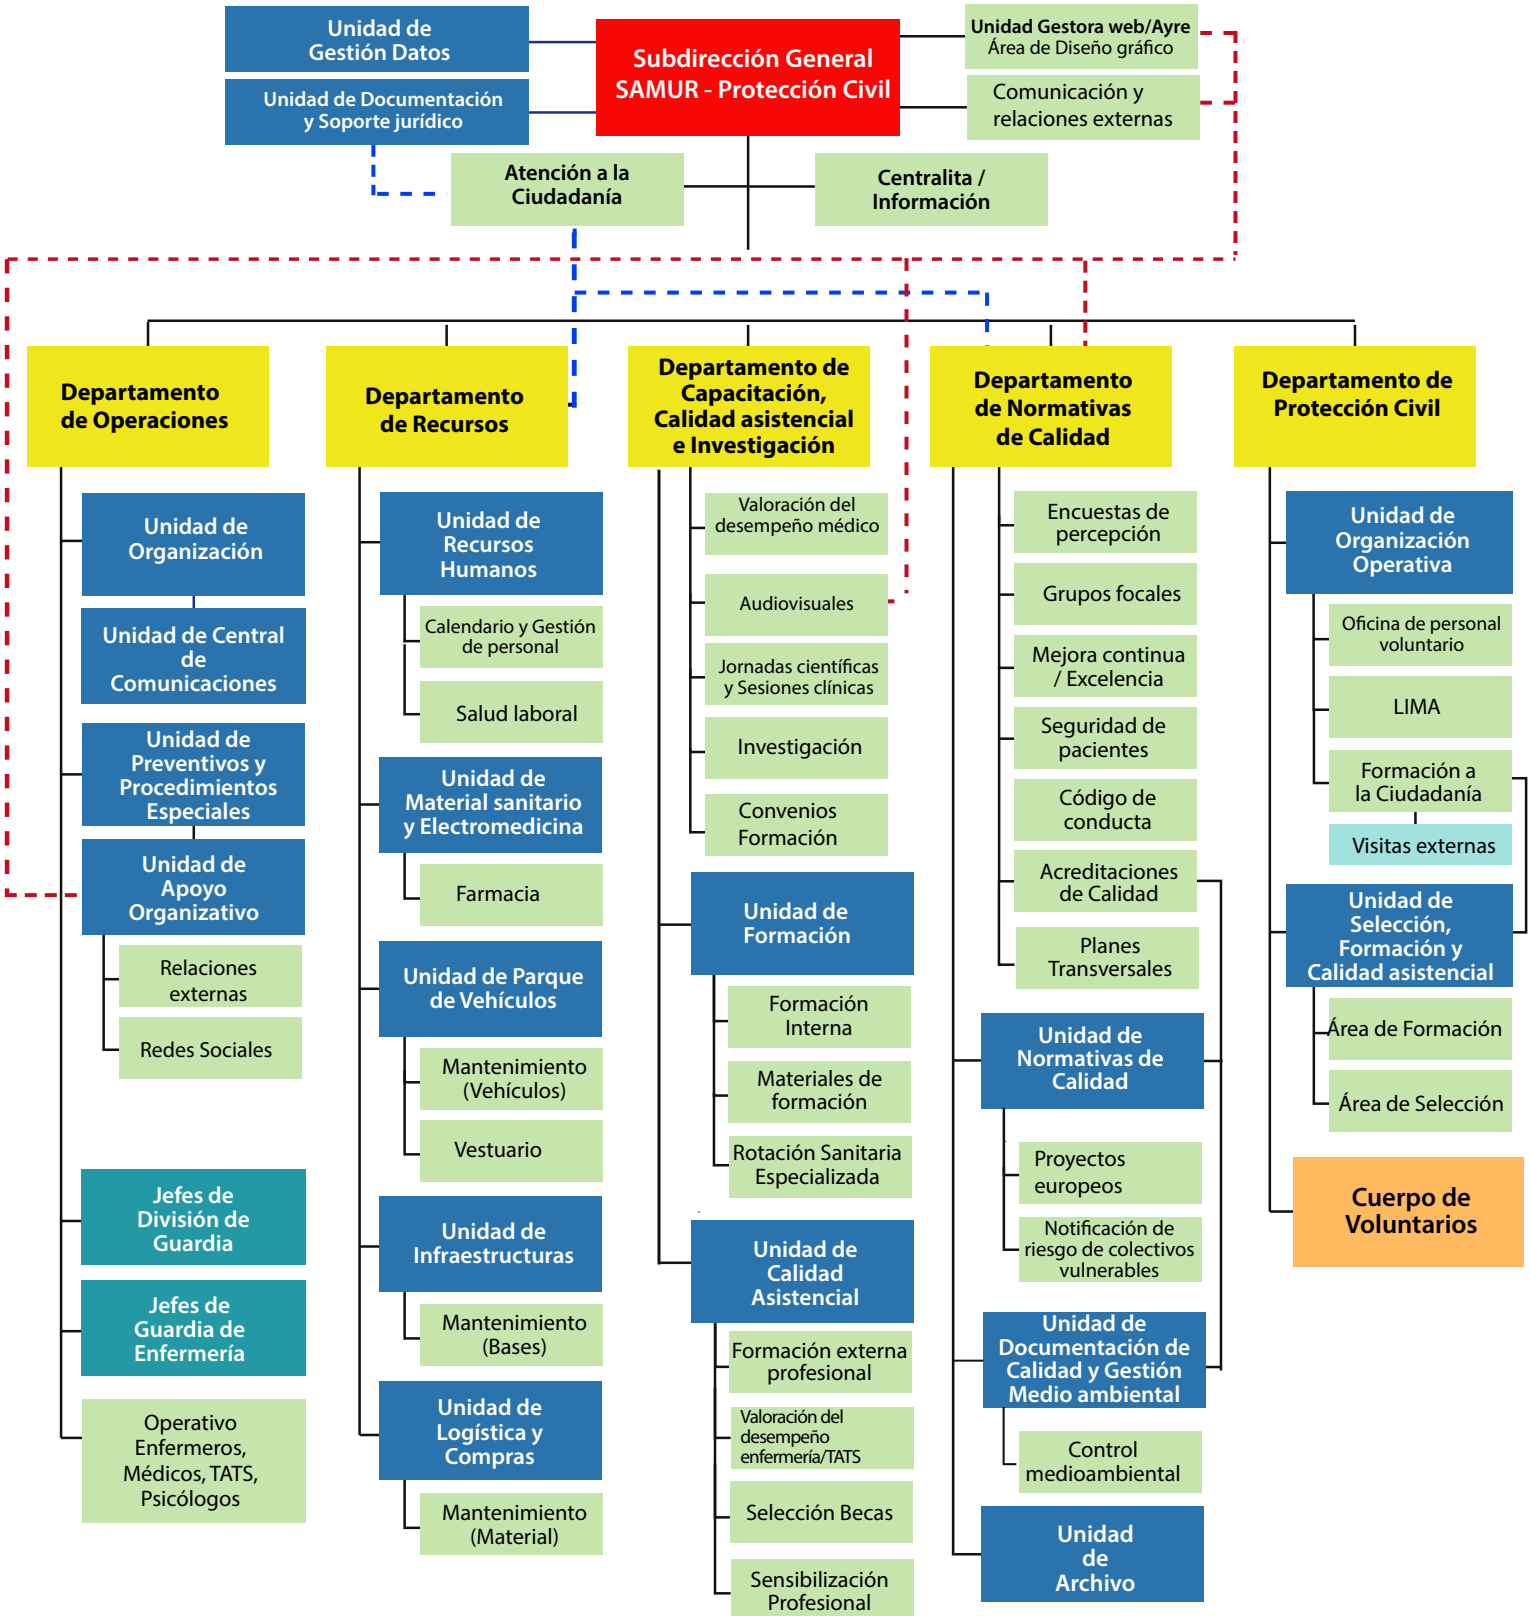 Unidad de
Gestión Datos
Unidad de Documentación
y Soporte jurídico
Subdirección General
SAMUR - Protección Civil
Unidad Gestora web/Ayre
Área de Diseño gráfico
Comunicación y
relaciones externas
Atención a la
Ciudadanía
Centralita /
Información
Departamento
de Operaciones
Unidad de
Organización
Unidad de Central
de
Comunicaciones
Unidad de
Preventivos y
Procedimientos
Especiales
Unidad de
Apoyo
Organizativo
Relaciones
externas
Redes Sociales
Jefes de
División de
Guardia
Jefes de
Guardia de
Enfermería
Operativo
Enfermeros,
Médicos, TATS,
Psicólogos
Departamento
de Recursos
Unidad de
Recursos
Humanos
Calendario y Gestión
de personal
Salud laboral
Unidad de
Material sanitario
y Electromedicina
Farmacia
Unidad de Parque
de Vehículos
Mantenimiento
(Vehículos)
Vestuario
Unidad de
Infraestructuras
Mantenimiento
(Bases)
Unidad de
Logística y
Compras
Mantenimiento
(Material)
Departamento de
Capacitación,
Calidad asistencial
e Investigación
Valoración del
desempeño médico
Audiovisuales
Jornadas científicas
y Sesiones clínicas
Investigación
Convenios
Formación
Unidad de
Formación
Formación
Interna
Materiales de
formación
Rotación Sanitaria
Especializada
Unidad de
Calidad
Asistencial
Formación externa
profesional
Valoración del
desempeño
enfermería/TATS
Selección Becas
Sensibilización
Profesional
Departamento
de Normativas
de Calidad
Encuestas de
percepción
Grupos focales
Mejora continua
/ Excelencia
Seguridad de
pacientes
Código de
conducta
Acreditaciones
de Calidad
Planes
Transversales
Unidad de
Normativas de
Calidad
Proyectos
europeos
Notificación de
riesgo de colectivos
vulnerables
Unidad de
Documentación de
Calidad y Gestión
Medio ambiental
Control
medioambiental
Unidad
de
Archivo
Departamento de
Protección Civil
Unidad de
Organización
Operativa
Oficina de personal
voluntario
LIMA
Formación a
la Ciudadanía
Visitas externas
Unidad de
Selección,
Formación y
Calidad asistencial
Área de Formación
Área de Selección
Cuerpo de
Voluntarios